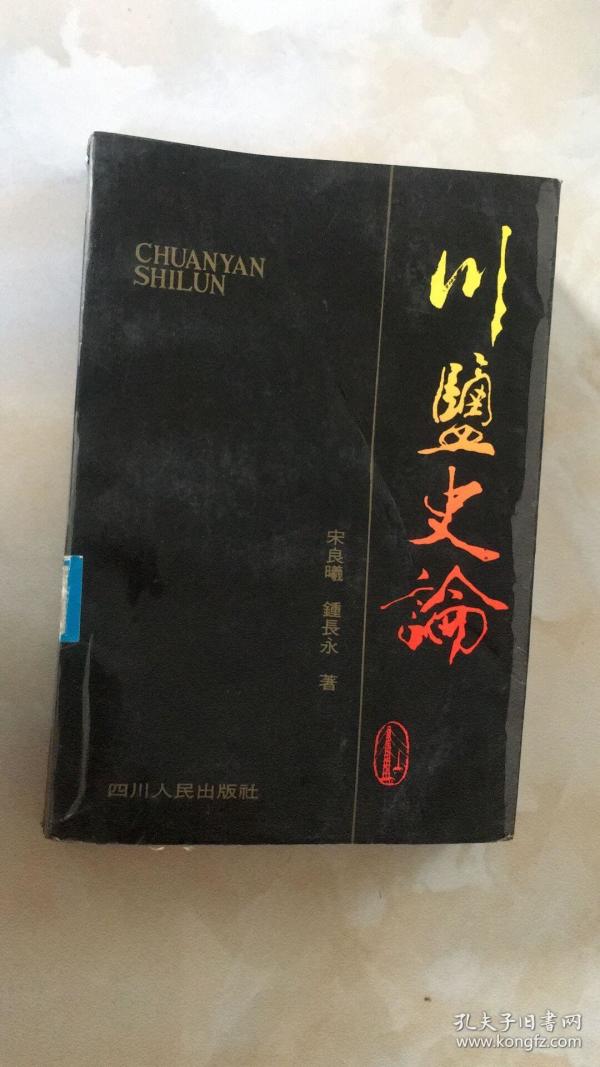 CHUANYAN
SHILUN
川鹽史論
宋良曦 鍾長永 著
四川人民出版社
孔夫子旧书网
www.kongfz.com